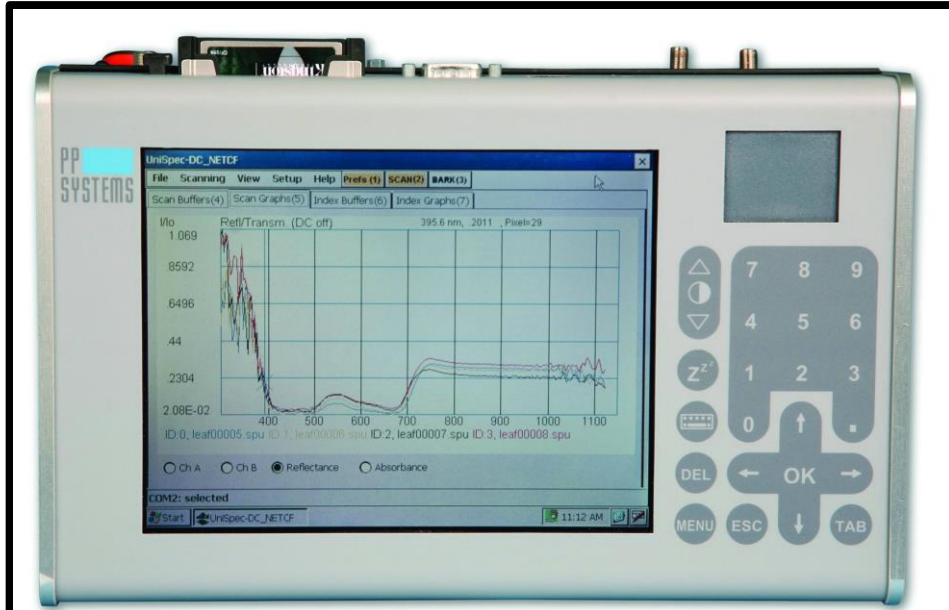 Kingston
PP
SYSTEMS
UniSpec-DC_NETCF
File Scanning View Setup Help Prefs (1) SCAN(2) BARK(3)
Scan Buffers(4) Scan Graphs(5) Index Buffers(6) Index Graphs(7)
I/Io Refl/Transm. (DC off) 395.6 nm, 2011 , Pixel=29
1.069
8592
6496
44
2304
2.08E-02
400 500 600 700 800 900 1000 1100
ID:0, leaf00005.spu ID:1, leaf00006.spu ID:2, leaf00007.spu ID:3, leaf00008.spu
Ch A Ch B Reflectance Absorbance
COM2: selected
Start UniSpec-DC_NETCF 11:12 AM
7 8 9
4 5 6
Zzz 1 2 3
0 .
DEL OK
MENU ESC TAB